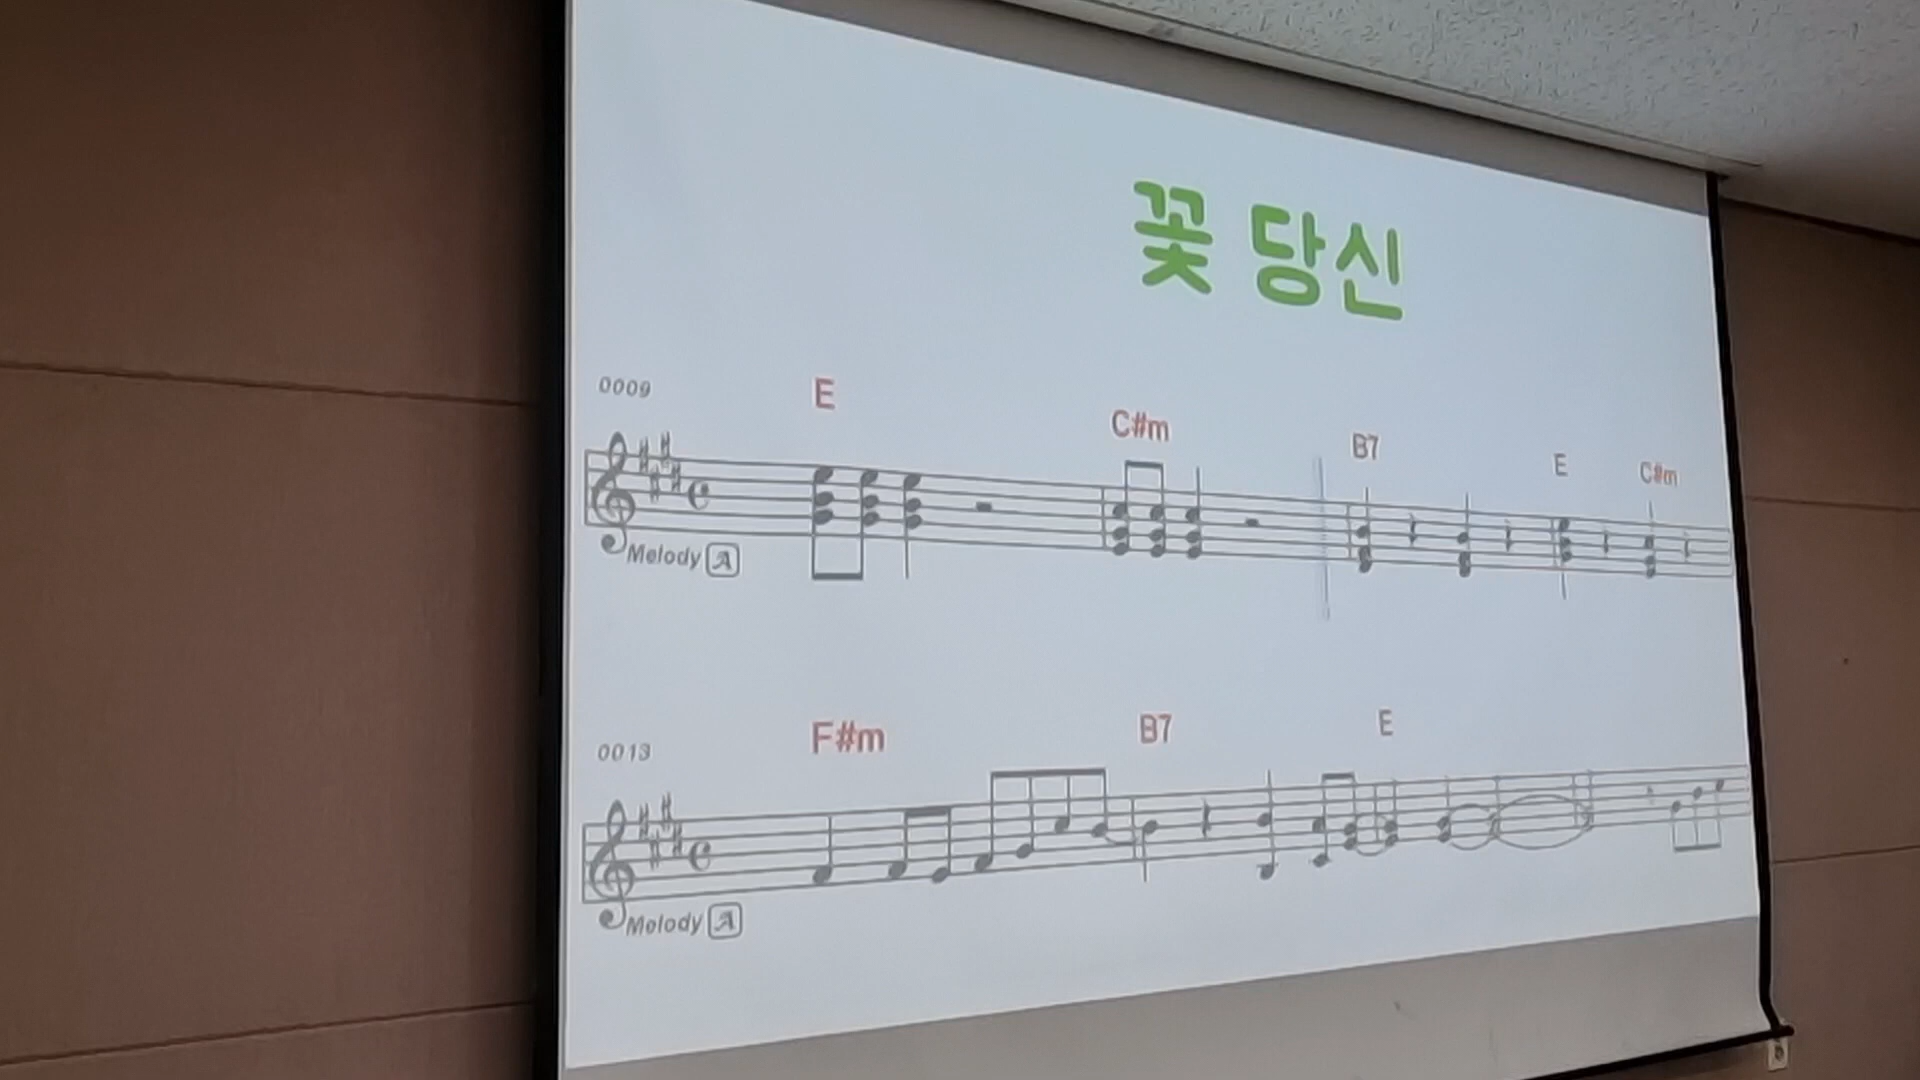 꽃 당신
0009 E C#m B7 E C#m
Melody A
0013 F#m B7 E
Melody A